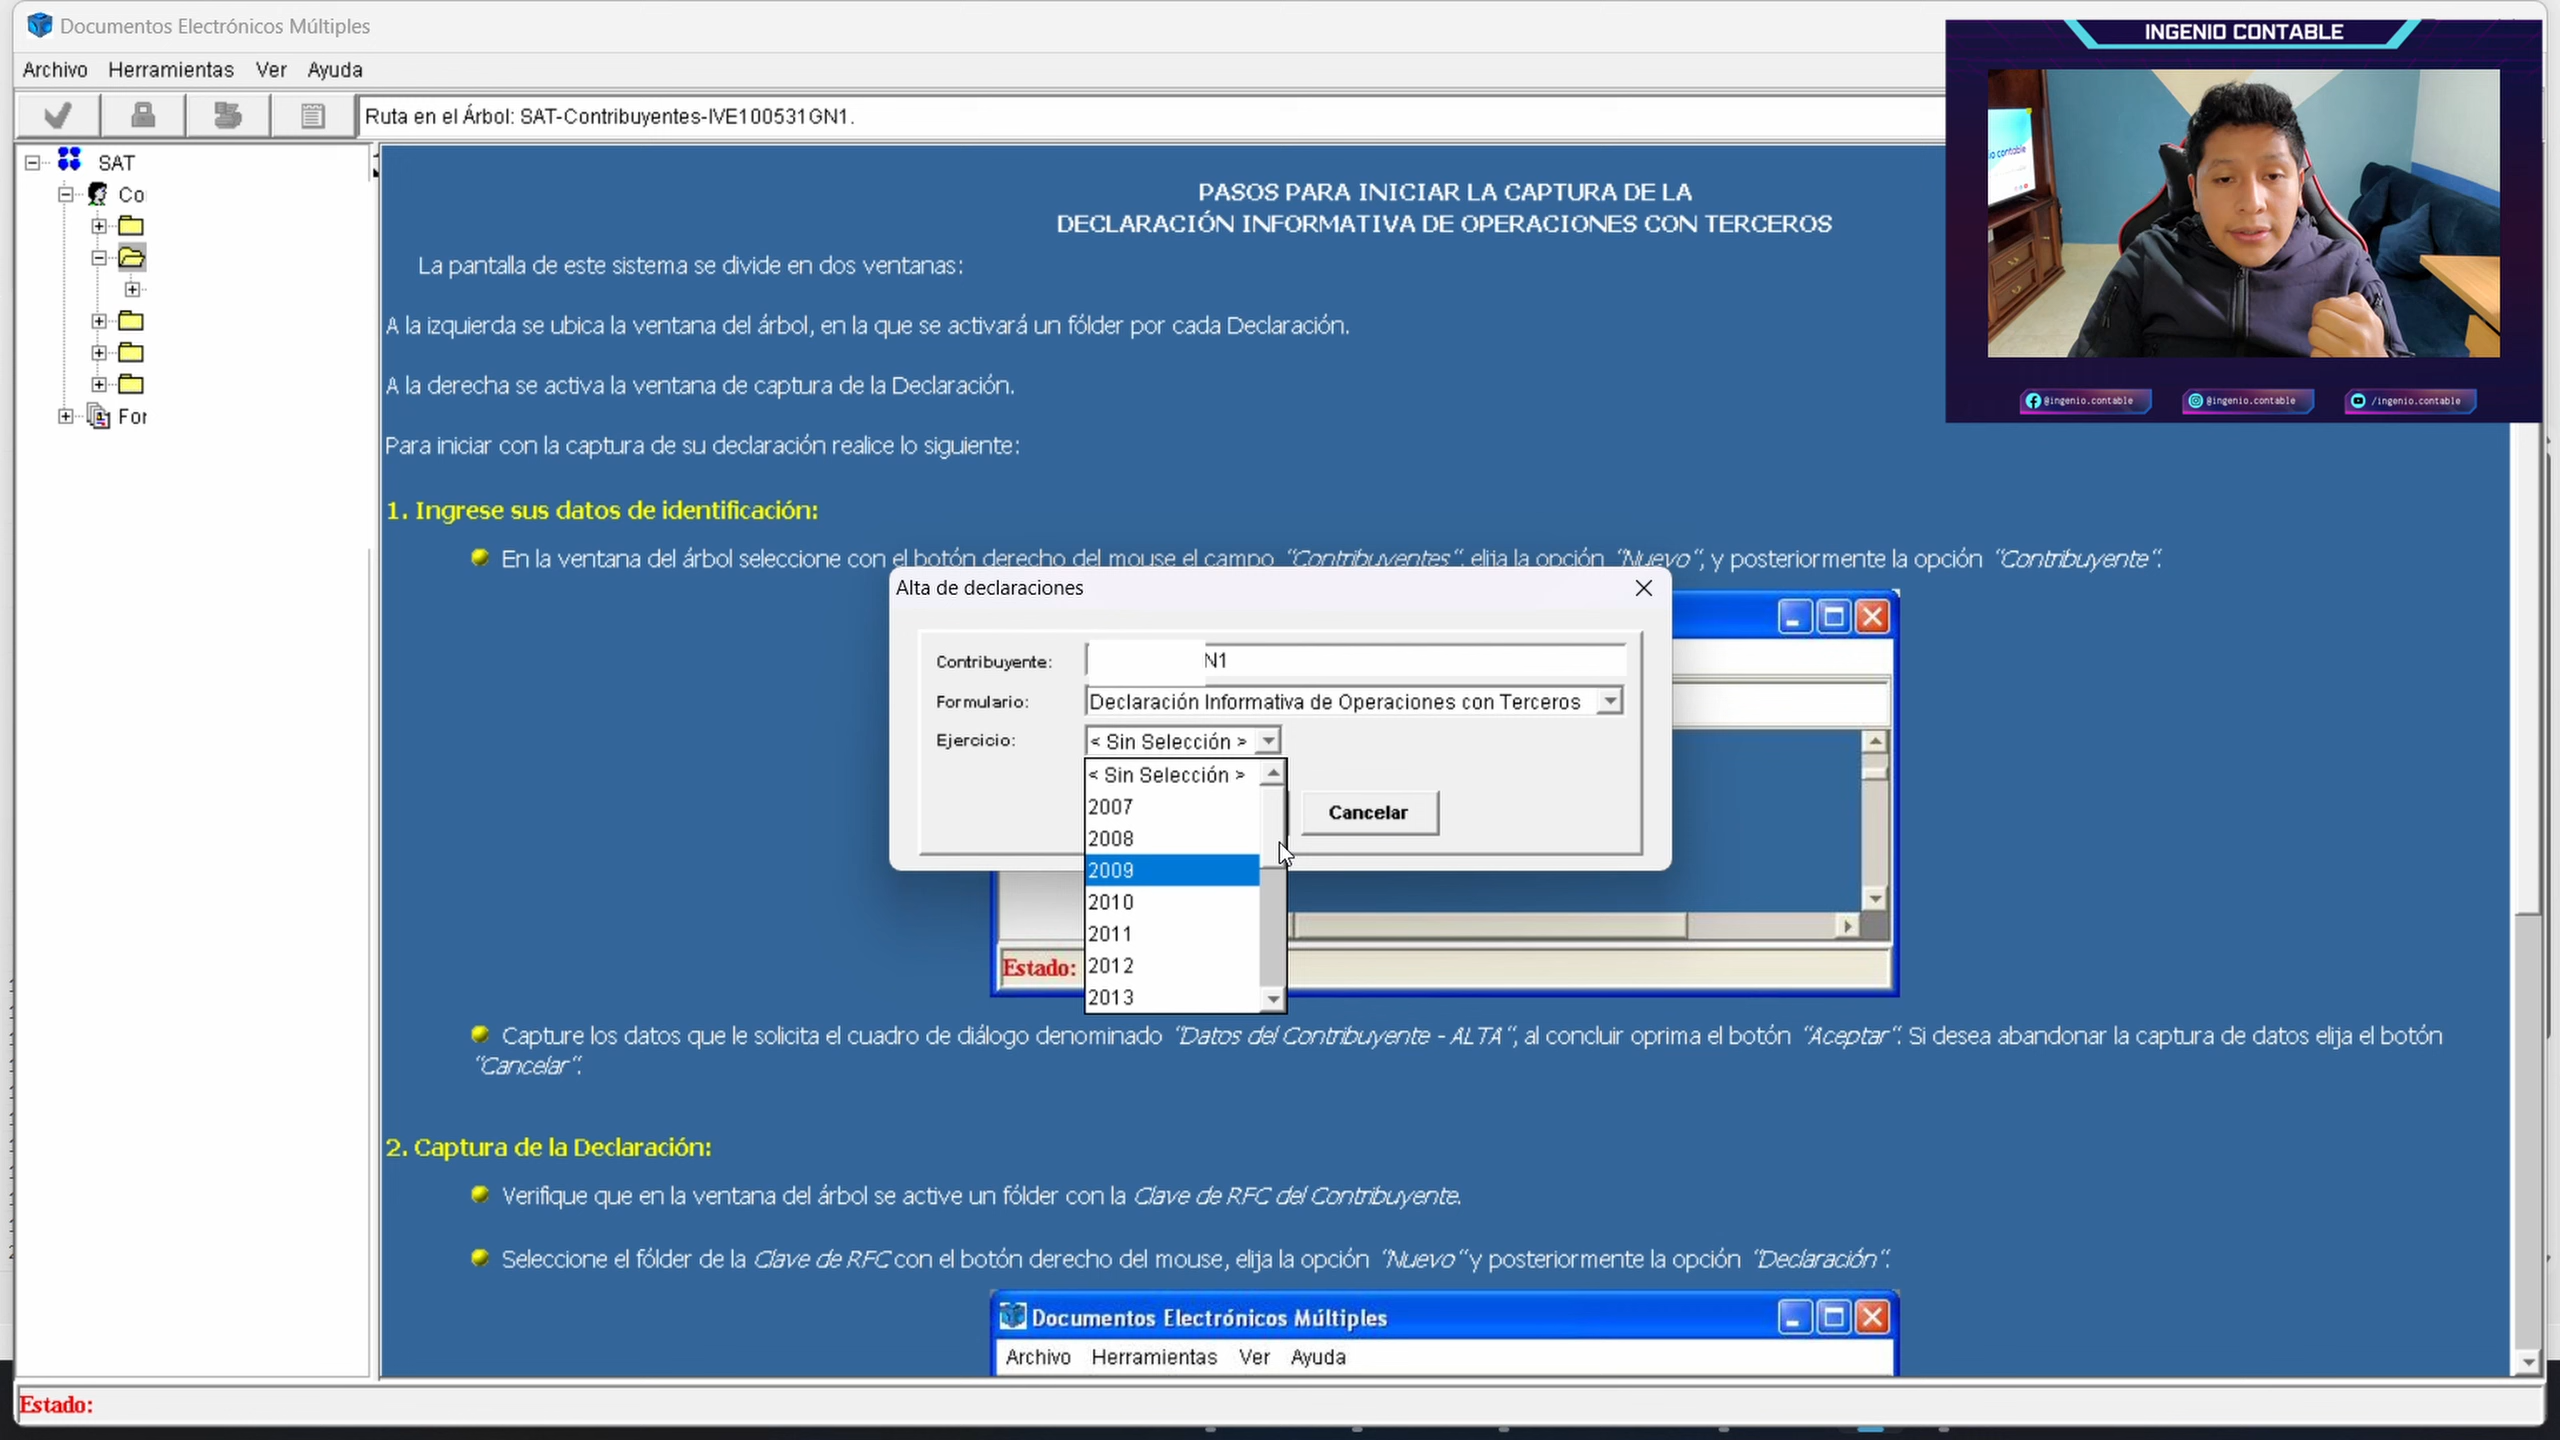 Documentos Electrónicos Múltiples
INGENIO CONTABLE
Archivo Herramientas Ver Ayuda
Ruta en el Árbol: SAT-Contribuyentes-IVE100531GN1.
SAT
Co
For
@ingenio.contable @ingenio.contable /ingenio.contable
PASOS PARA INICIAR LA CAPTURA DE LA
DECLARACIÓN INFORMATIVA DE OPERACIONES CON TERCEROS
La pantalla de este sistema se divide en dos ventanas:
A la izquierda se ubica la ventana del árbol, en la que se activará un fólder por cada Declaración.
A la derecha se activa la ventana de captura de la Declaración.
Para iniciar con la captura de su declaración realice lo siguiente:
1. Ingrese sus datos de identificación:
En la ventana del árbol seleccione con el botón derecho del mouse el campo "Contribuyentes", elija la opción "Nuevo", y posteriormente la opción "Contribuyente".
Alta de declaraciones
Contribuyente: N1
Formulario: Declaración Informativa de Operaciones con Terceros
Ejercicio: < Sin Selección >
< Sin Selección >
2007
2008
2009
2010
2011
2012
2013
Cancelar
Estado:
Capture los datos que le solicita el cuadro de diálogo denominado "Datos del Contribuyente - ALTA", al concluir oprima el botón "Aceptar". Si desea abandonar la captura de datos elija el botón
"Cancelar".
2. Captura de la Declaración:
Verifique que en la ventana del árbol se active un fólder con la Clave de RFC del Contribuyente.
Seleccione el fólder de la Clave de RFC con el botón derecho del mouse, elija la opción "Nuevo" y posteriormente la opción "Declaración".
Documentos Electrónicos Múltiples
Archivo Herramientas Ver Ayuda
Estado: